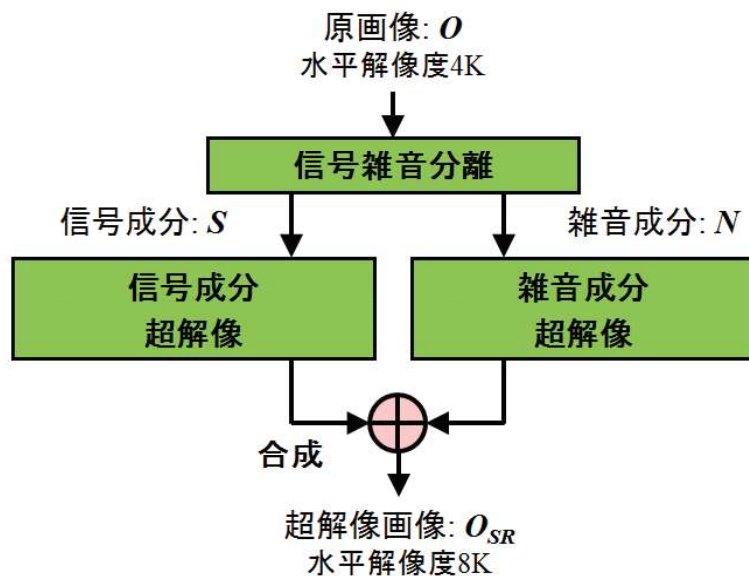 原画像: O
水平解像度4K
信号雑音分離
信号成分: S
雑音成分: N
信号成分
超解像
雑音成分
超解像
合成
超解像画像: OSR
水平解像度8K